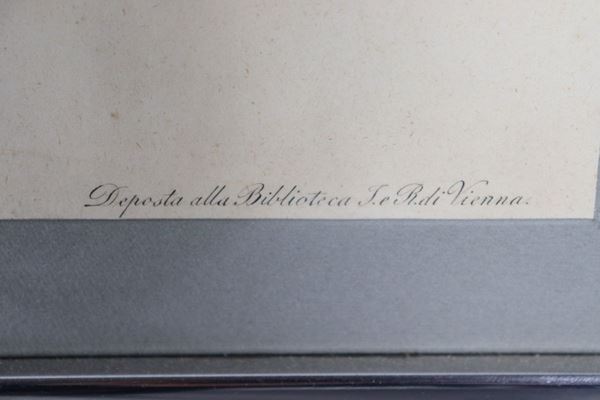 Deposta alla Biblioteca I. e R. di Vienna.